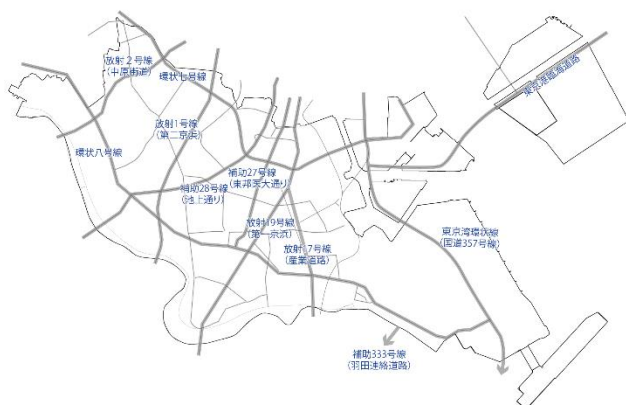 放射2号線
(中原街道)
環状七号線
東京港臨海道路
放射1号線
(第二京浜)
環状八号線
補助27号線
(東邦医大通り)
補助28号線
(池上通り)
放射19号線
(第一京浜)
東京湾環状線
(国道357号線)
放射17号線
(産業道路)
補助333号線
(羽田連絡道路)